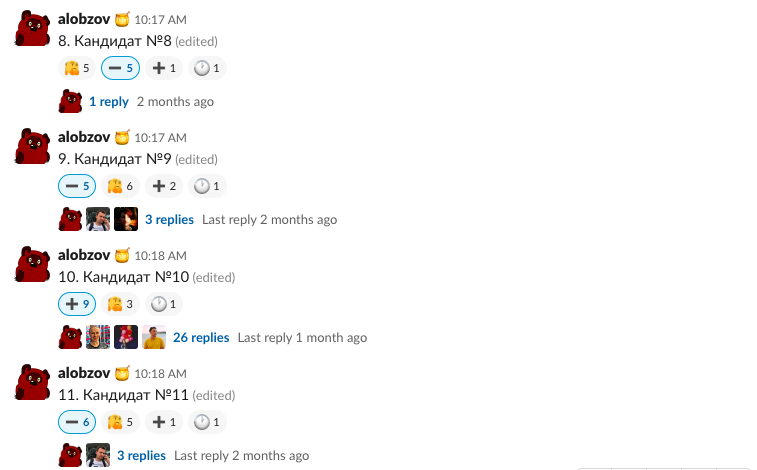 alobzov 10:17 AM
8. Кандидат №8 (edited)
5 5 1 1
1 reply 2 months ago
alobzov 10:17 AM
9. Кандидат №9 (edited)
5 6 2 1
3 replies Last reply 2 months ago
alobzov 10:18 AM
10. Кандидат №10 (edited)
9 3 1
26 replies Last reply 1 month ago
alobzov 10:18 AM
11. Кандидат №11 (edited)
6 5 1 1
3 replies Last reply 2 months ago